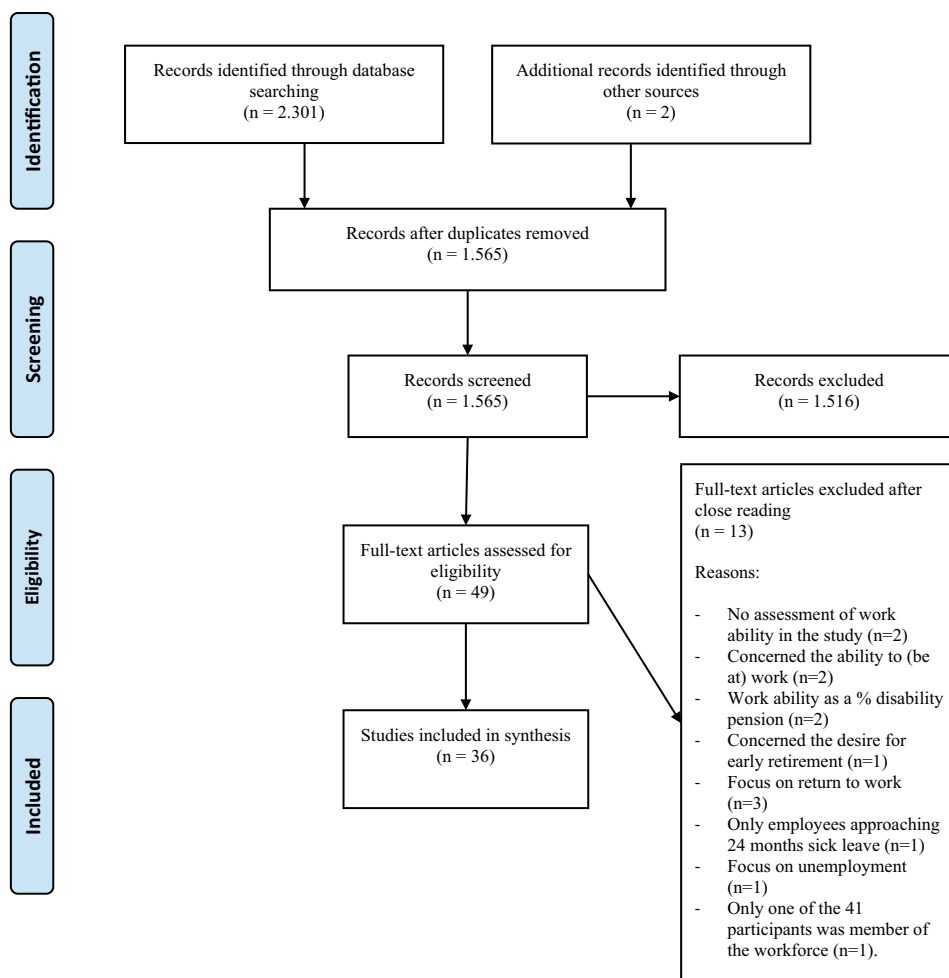 Identification
Records identified through database
searching
(n = 2.301)
Additional records identified through
other sources
(n = 2)
Records after duplicates removed
(n = 1.565)
Screening
Records screened
(n = 1.565)
Records excluded
(n = 1.516)
Eligibility
Full-text articles assessed for
eligibility
(n = 49)
Full-text articles excluded after
close reading
(n = 13)
Reasons:
- No assessment of work
ability in the study (n=2)
- Concerned the ability to (be
at) work (n=2)
- Work ability as a % disability
pension (n=2)
- Concerned the desire for
early retirement (n=1)
- Focus on return to work
(n=3)
- Only employees approaching
24 months sick leave (n=1)
- Focus on unemployment
(n=1)
- Only one of the 41
participants was member of
the workforce (n=1).
Included
Studies included in synthesis
(n = 36)